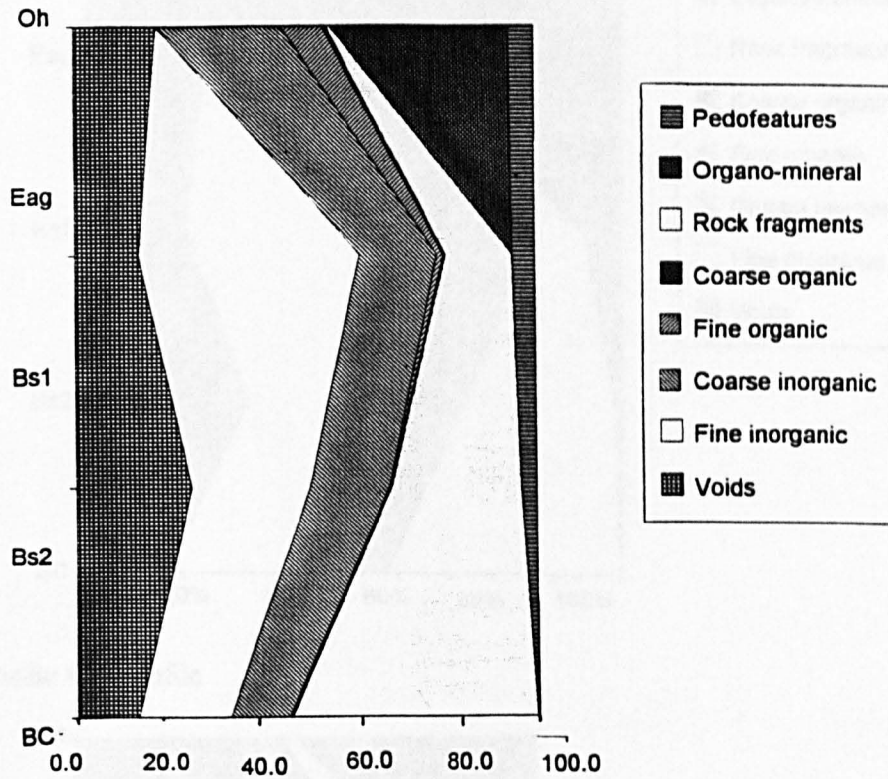 Oh
Eag
Bs1
Bs2
BC
0.0 20.0 40.0 60.0 80.0 100.0
Pedofeatures
Organo-mineral
Rock fragments
Coarse organic
Fine organic
Coarse inorganic
Fine inorganic
Voids